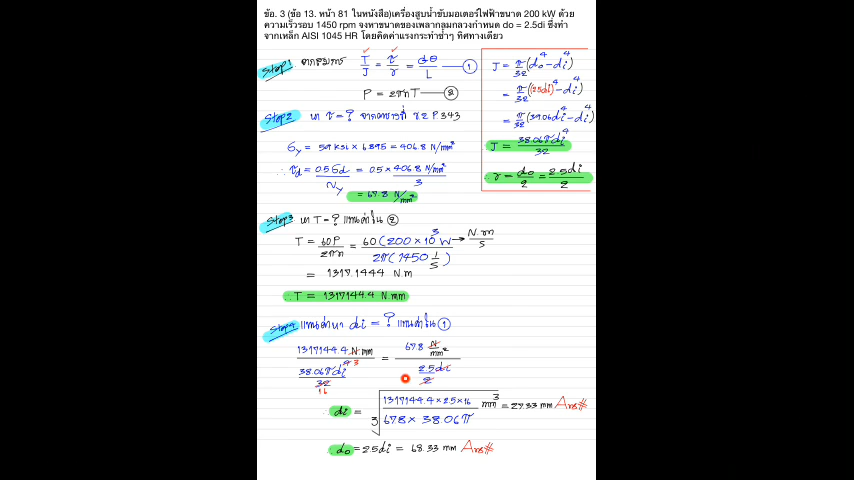 ข้อ. 3 (ข้อ 13. หน้า 81 ในหนังสือ)เครื่องสูบน้ำขับมอเตอร์ไฟฟ้าขนาด 200 kW ด้วย
ความเร็วรอบ 1450 rpm จงหาขนาดของเพลากลมกลวงกำหนด do = 2.5di ซึ่งทำ
จากเหล็ก AISI 1045 HR โดยคิดค่าแรงกระทำซ้ำๆ ทิศทางเดียว
Step1 จากสมการ T/J = τ/r = dθ/L — ①
P = 2πnT — ②
J = π/32 (do⁴ - di⁴)
= π/32 ((2.5di)⁴ - di⁴)
= π/32 (39.06di⁴ - di⁴)
J = 38.06πdi⁴/32
∴ r = do/2 = 2.5di/2
Step2 หา τ = ? จากตารางที่ ข2 P343
σy = 59 ksi × 6.895 = 406.8 N/mm²
∴ τd = 0.5σd/Ny = 0.5 × 406.8 N/mm²/3
= 67.8 N/mm²
Step3 หา T = ? แทนค่าใน ②
T = 60P/2πn = 60(200 × 10³ W → N.m/s)/2π(1450 1/s)
= 1317.1444 N.m
∴ T = 1317144.4 N.mm
Step4 แทนค่าหา di = ? แทนค่าใน ①
1317144.4 N.mm/(38.06πdi⁴/32) = 67.8 N/mm²/(2.5di/2)
3
16
∴ di = ∛(1317144.4 × 2.5 × 16/67.8 × 38.06π mm³) = 27.33 mm Ans#
∴ do = 2.5di = 68.33 mm Ans#